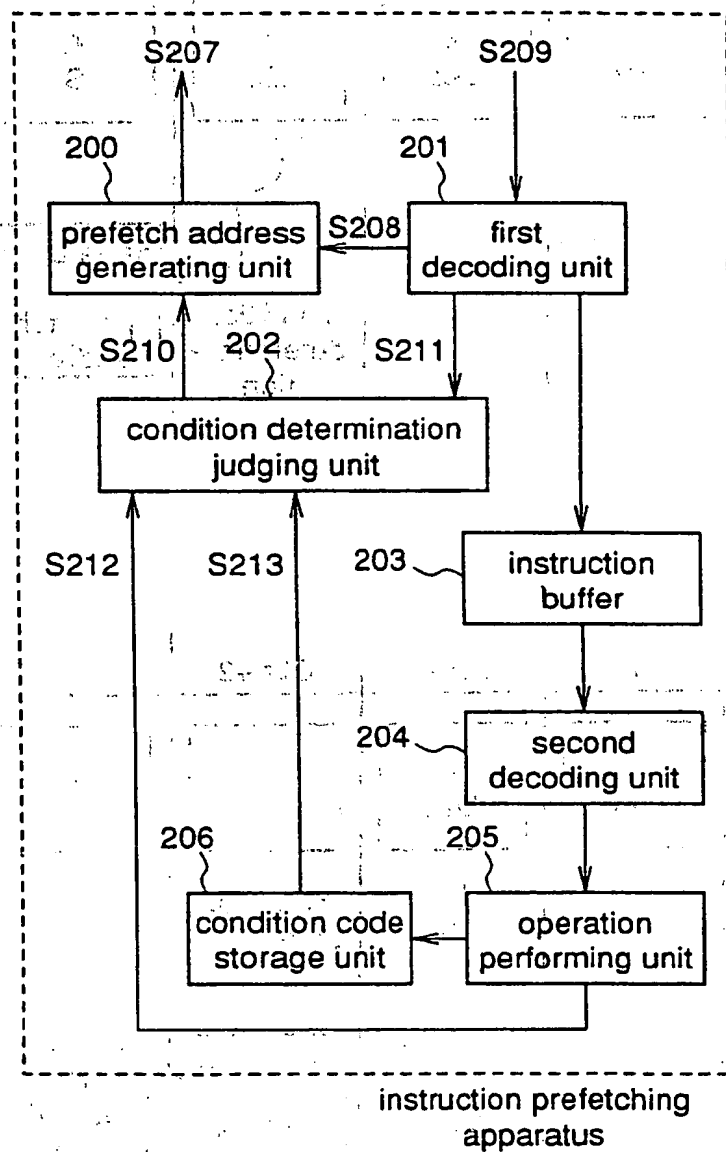 S207
S209
200
201
prefetch address
generating unit
S208
first
decoding unit
S210
202
S211
condition determination
judging unit
S212
S213
203
instruction
buffer
204
second
decoding unit
206
205
condition code
storage unit
operation
performing unit
instruction prefetching
apparatus